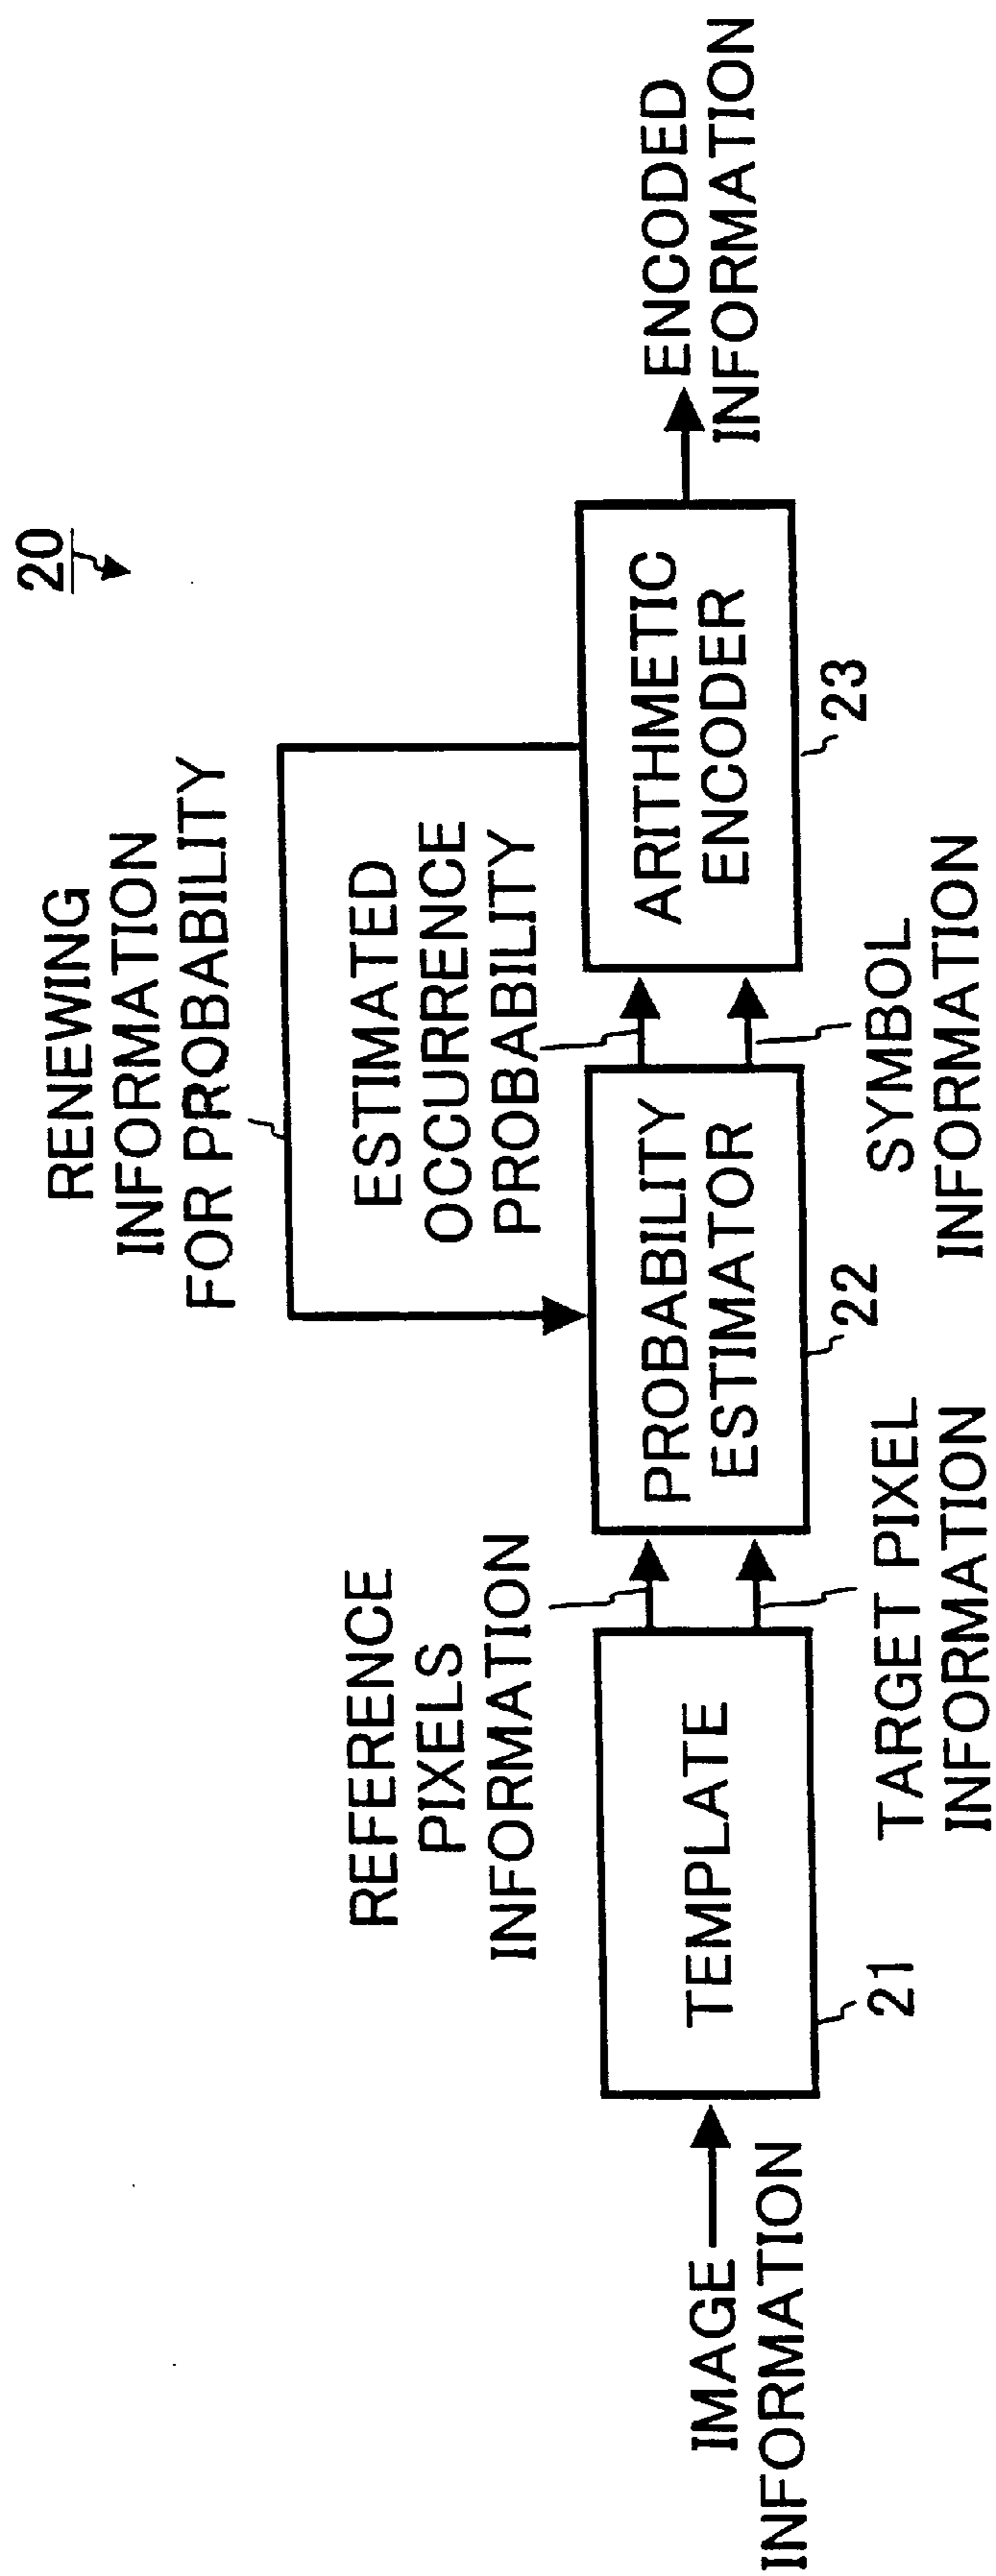 20
RENEWING
INFORMATION
FOR PROBABILITY
ESTIMATED
OCCURRENCE
PROBABILITY
REFERENCE
PIXELS
INFORMATION
IMAGE
INFORMATION
TEMPLATE
21
TARGET PIXEL
INFORMATION
PROBABILITY
ESTIMATOR
22
SYMBOL
INFORMATION
ARITHMETIC
ENCODER
23
ENCODED
INFORMATION